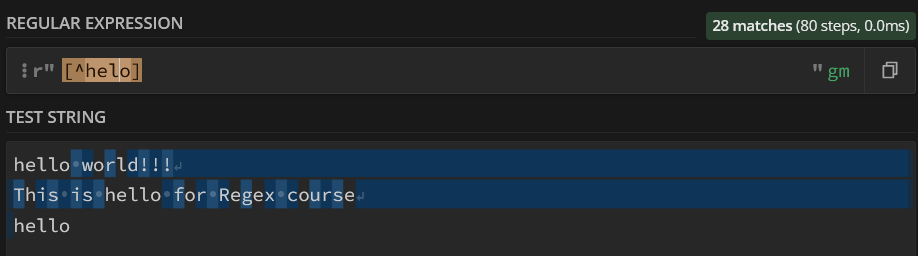 REGULAR EXPRESSION
28 matches (80 steps, 0.0ms)
r" [^helo] " gm
TEST STRING
hello world!!!
This is hello for Regex course
hello